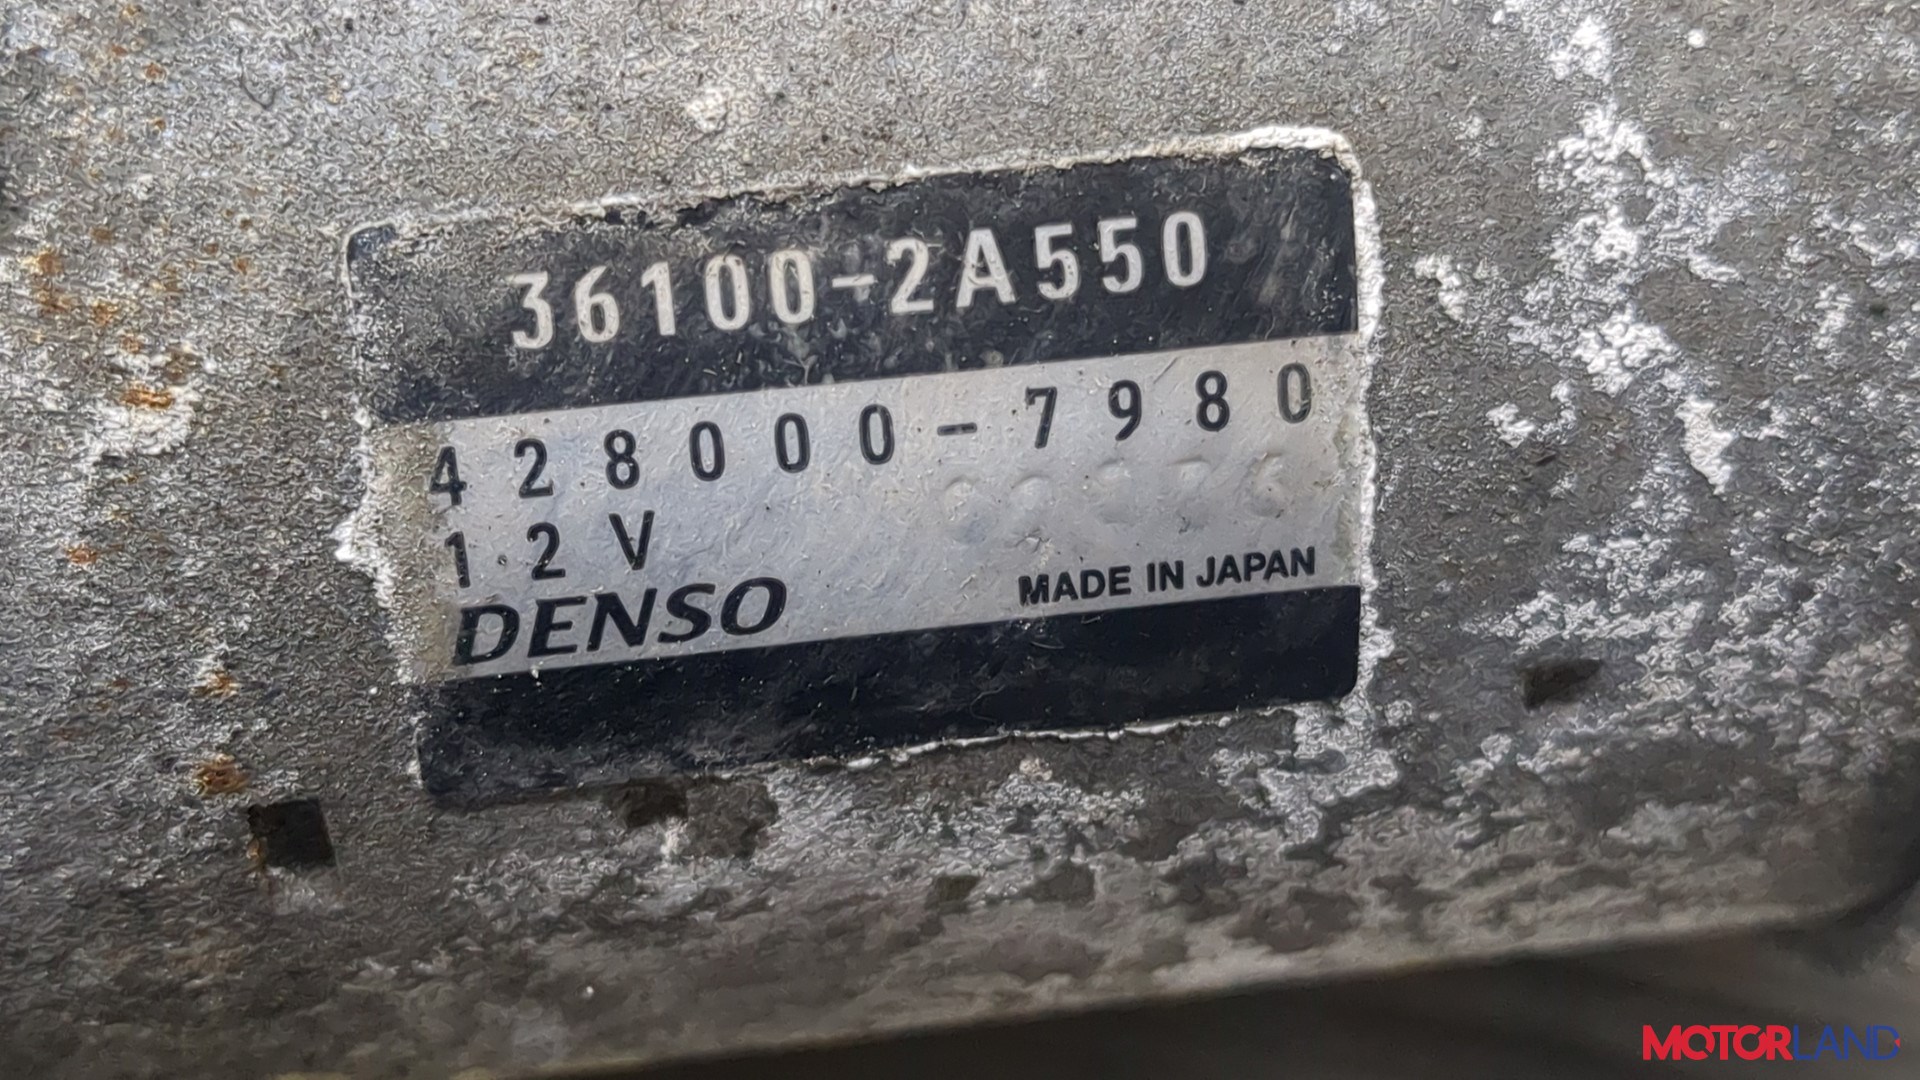 36100-2A550
428000-7980
12V
DENSO
MADE IN JAPAN
MOTORLAND